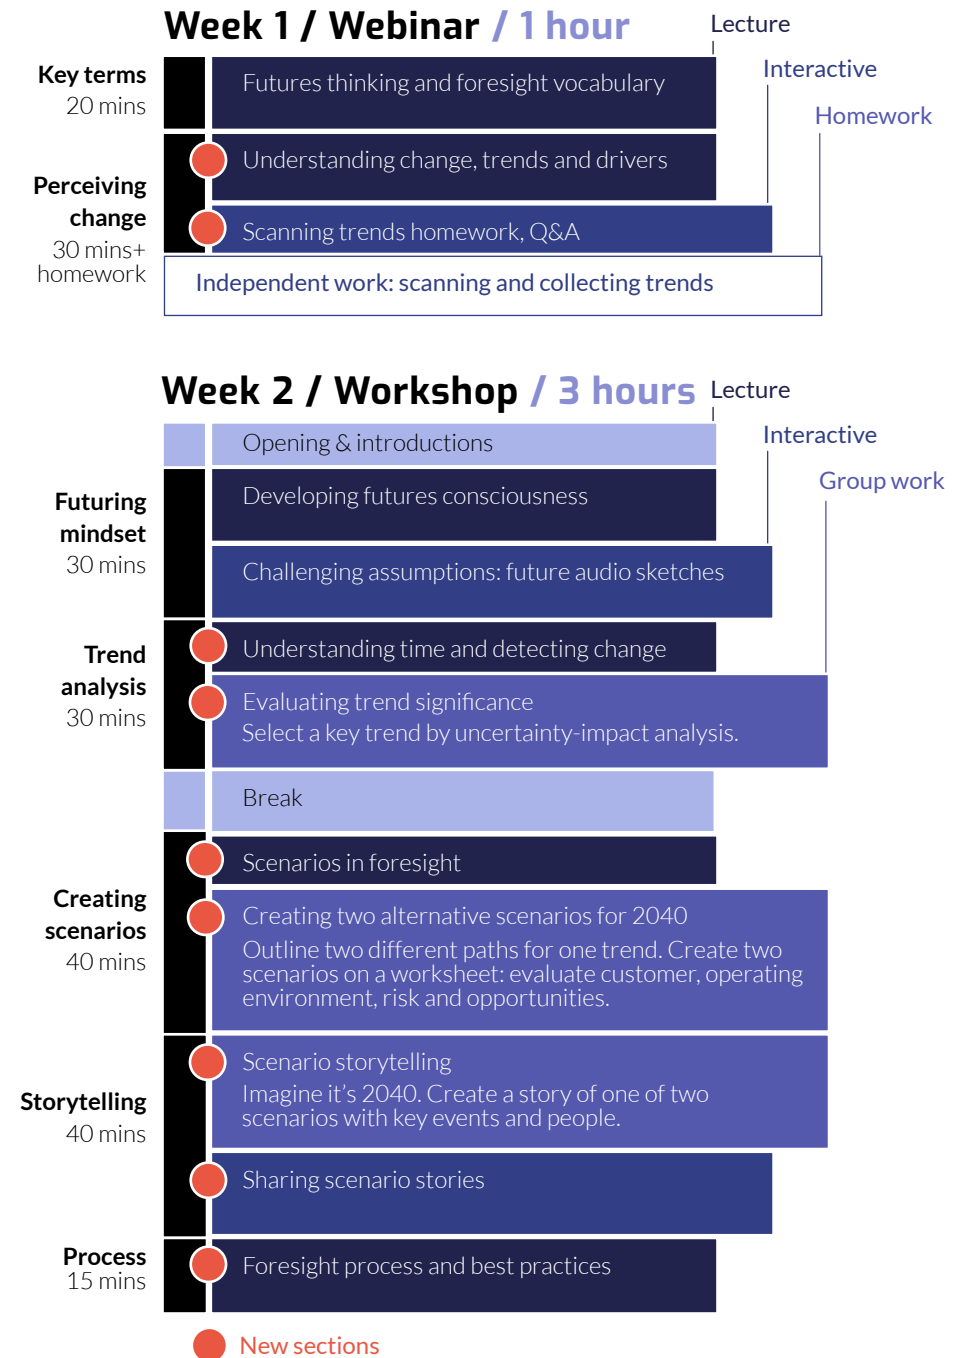 Week 1 / Webinar / 1 hour
Lecture
Interactive
Homework
Key terms
20 mins
Futures thinking and foresight vocabulary
Perceiving
change
30 mins+
homework
Understanding change, trends and drivers
Scanning trends homework, Q&A
Independent work: scanning and collecting trends
Week 2 / Workshop / 3 hours
Lecture
Interactive
Group work
Opening & introductions
Futuring
mindset
30 mins
Developing futures consciousness
Challenging assumptions: future audio sketches
Trend
analysis
30 mins
Understanding time and detecting change
Evaluating trend significance
Select a key trend by uncertainty-impact analysis.
Break
Creating
scenarios
40 mins
Scenarios in foresight
Creating two alternative scenarios for 2040
Outline two different paths for one trend. Create two
scenarios on a worksheet: evaluate customer, operating
environment, risk and opportunities.
Storytelling
40 mins
Scenario storytelling
Imagine it's 2040. Create a story of one of two
scenarios with key events and people.
Sharing scenario stories
Process
15 mins
Foresight process and best practices
New sections